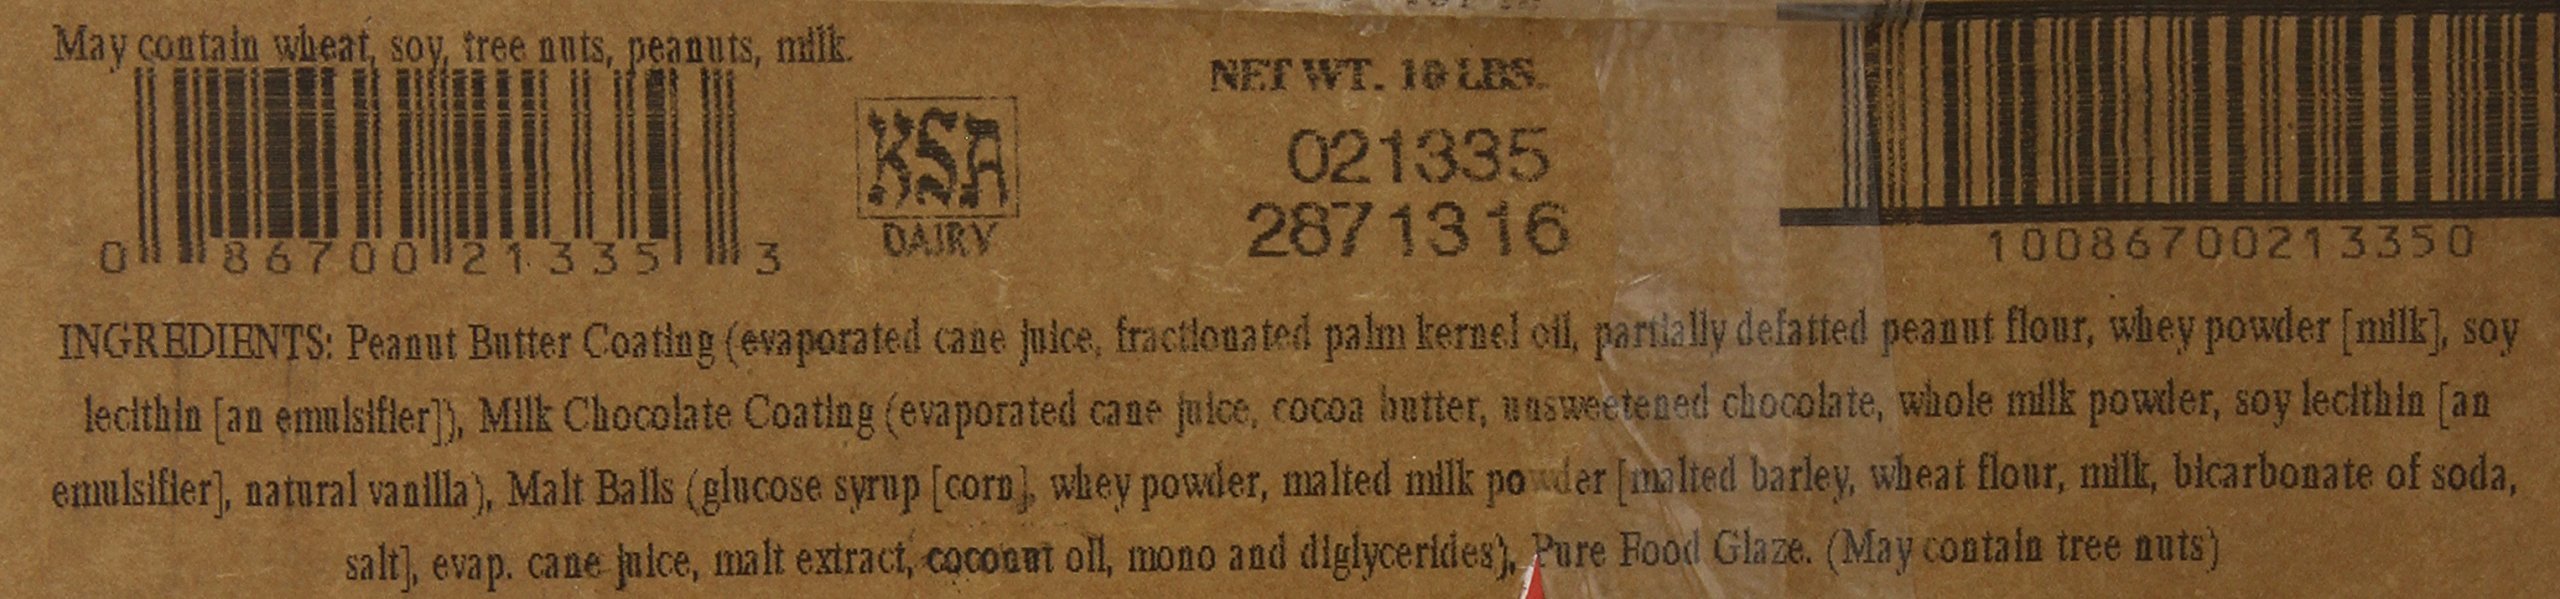 May contain wheat, soy, tree nuts, peanuts, milk.
NET WT. 10 LBS.
KSA
DAIRY
021335
2871316
0 86700 21335 3
10086700213350
INGREDIENTS: Peanut Butter Coating (evaporated cane juice, fractionated palm kernel oil, partially defatted peanut flour, whey powder [milk], soy
lecithin [an emulsifier]), Milk Chocolate Coating (evaporated cane juice, cocoa butter, unsweetened chocolate, whole milk powder, soy lecithin [an
emulsifier], natural vanilla), Malt Balls (glucose syrup [corn], whey powder, malted milk powder [malted barley, wheat flour, milk, bicarbonate of soda,
salt], evap. cane juice, malt extract, coconut oil, mono and diglycerides), Pure Food Glaze. (May contain tree nuts)